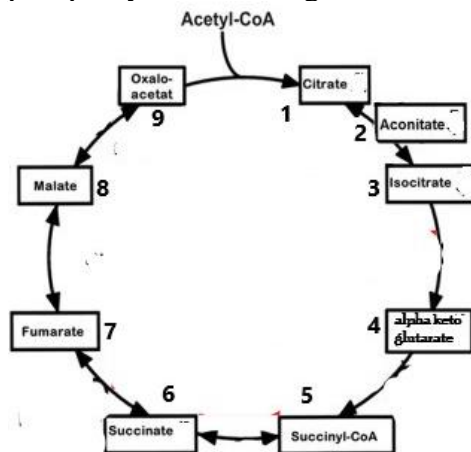 Acetyl-CoA
Oxalo-
acetat
9
1
Citrate
2
Aconitate
3
Isocitrate
4
alpha keto
glutarate
5
Succinyl-CoA
6
Succinate
7
Fumarate
8
Malate